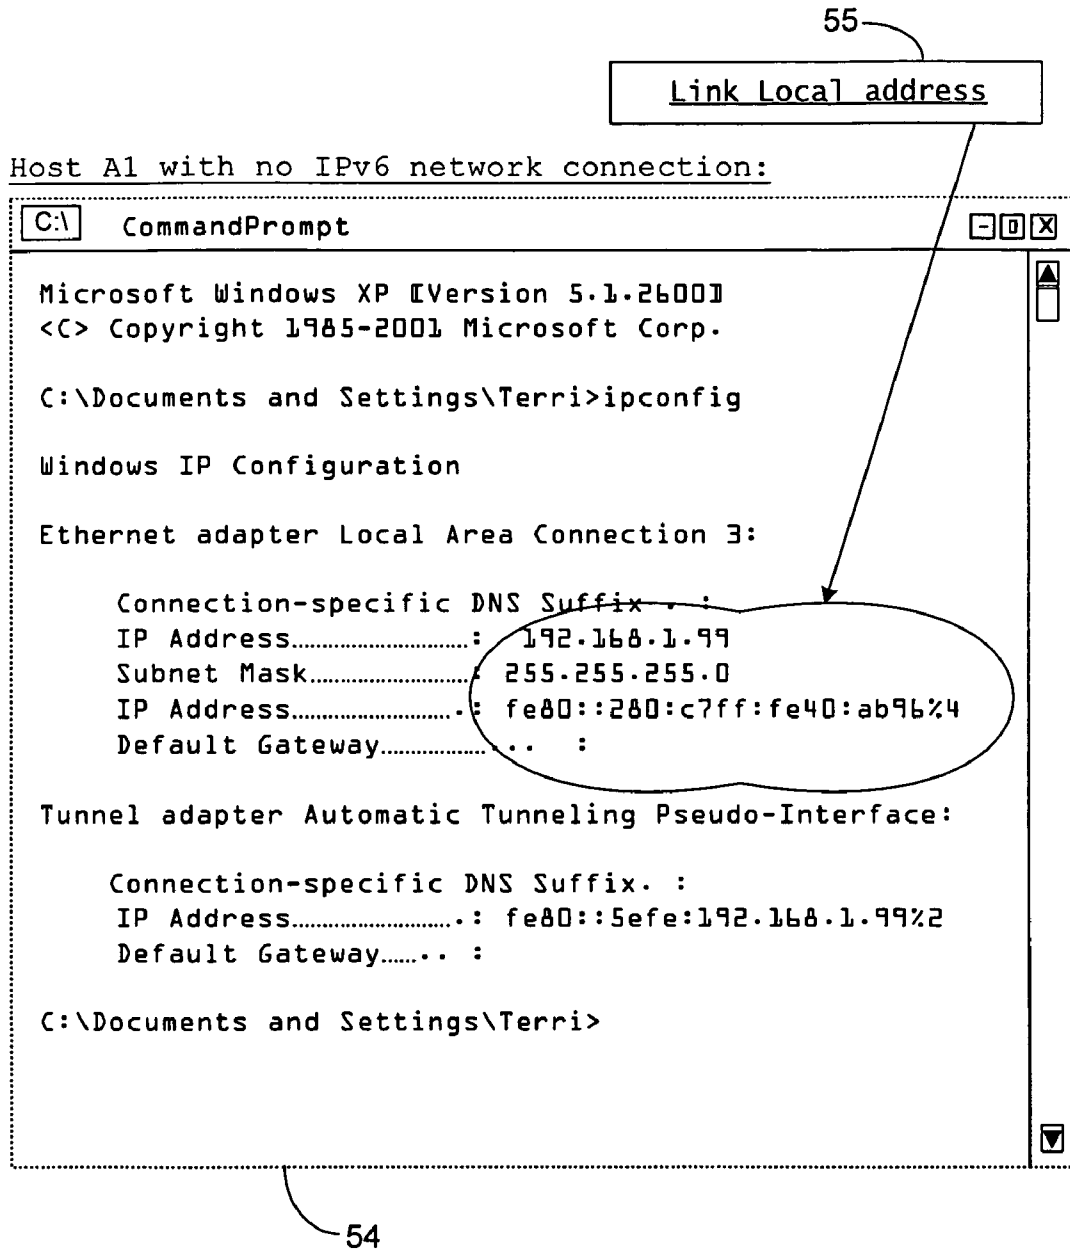 55
Link Local address
Host A1 with no IPv6 network connection:
C:\ CommandPrompt
Microsoft Windows XP [Version 5.1.2600]
<C> Copyright 1985-2001 Microsoft Corp.
C:\Documents and Settings\Terri>ipconfig
Windows IP Configuration
Ethernet adapter Local Area Connection 3:
Connection-specific DNS Suffix. . :
IP Address..............................: 192.168.1.99
Subnet Mask...........................: 255.255.255.0
IP Address...........................: fe80::280:c7ff:fe40:ab96%4
Default Gateway..................... :
Tunnel adapter Automatic Tunneling Pseudo-Interface:
Connection-specific DNS Suffix. :
IP Address............................: fe80::5efe:192.168.1.99%2
Default Gateway........ :
C:\Documents and Settings\Terri>
54